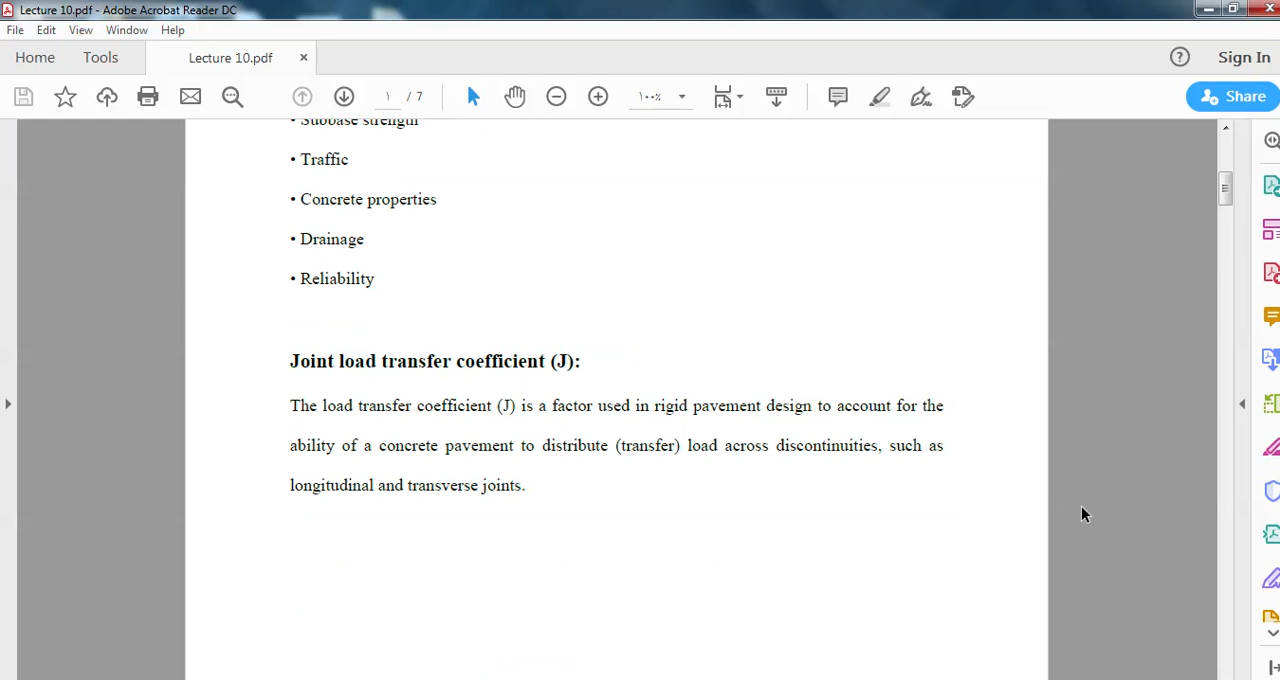 Lecture 10.pdf - Adobe Acrobat Reader DC
File Edit View Window Help
Home Tools Lecture 10.pdf × ? Sign In
١ / 7 ١٠٠% Share
• Subbase strength
• Traffic
• Concrete properties
• Drainage
• Reliability
Joint load transfer coefficient (J):
The load transfer coefficient (J) is a factor used in rigid pavement design to account for the
ability of a concrete pavement to distribute (transfer) load across discontinuities, such as
longitudinal and transverse joints.